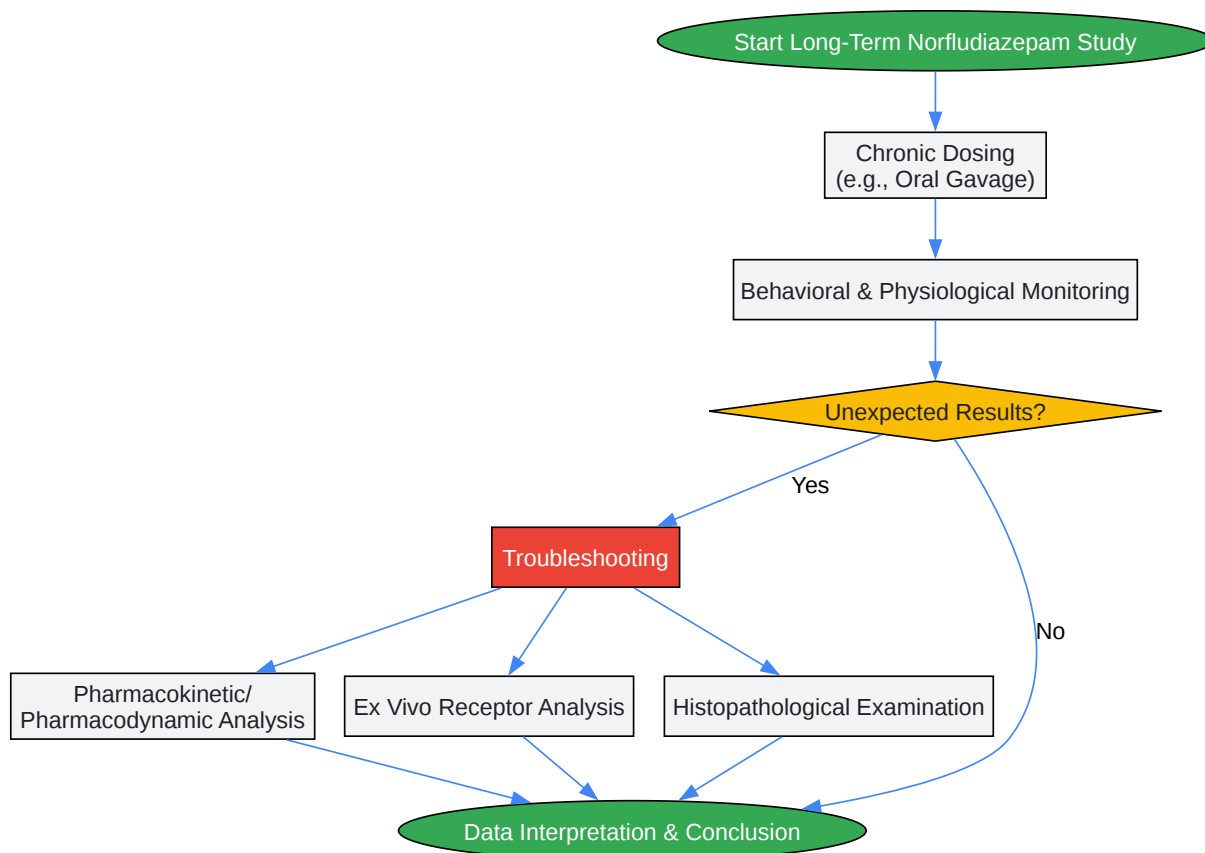 Start Long-Term Norfludiazepam Study
Chronic Dosing
(e.g., Oral Gavage)
Behavioral & Physiological Monitoring
Unexpected Results?
Yes
Troubleshooting
No
Pharmacokinetic/
Pharmacodynamic Analysis
Ex Vivo Receptor Analysis
Histopathological Examination
Data Interpretation & Conclusion